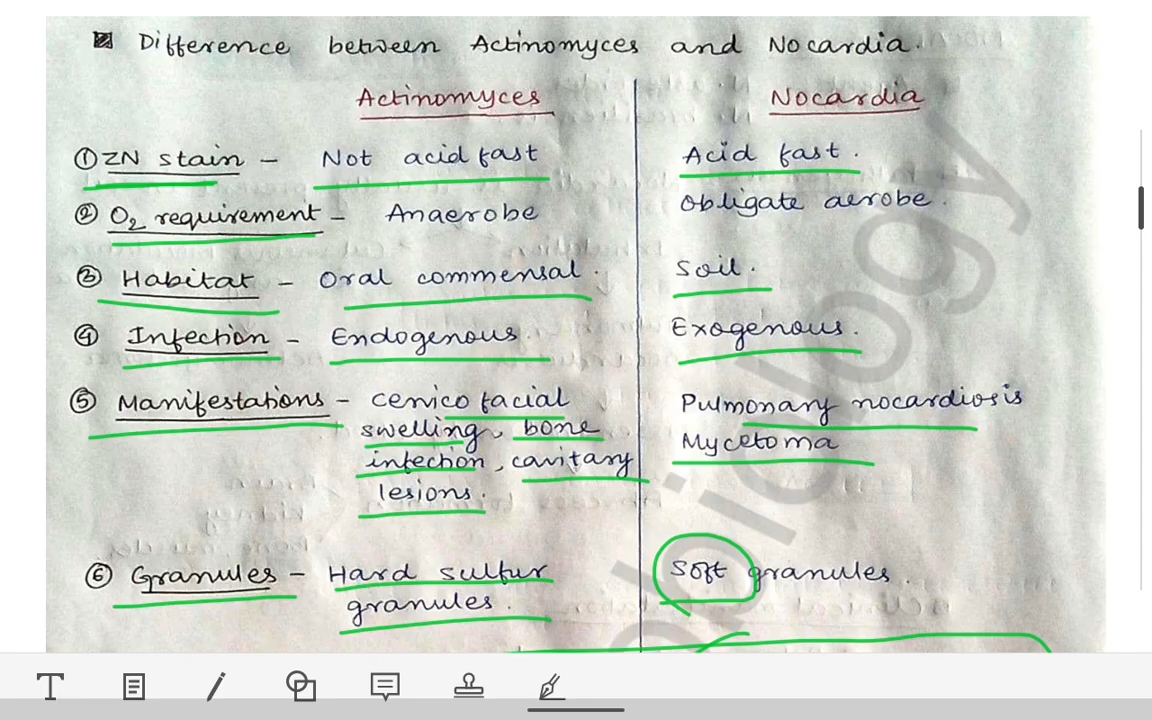 Difference between Actinomyces and Nocardia.
Actinomyces Nocardia
① ZN stain - Not acid fast Acid fast.
② O2 requirement - Anaerobe Obligate aerobe.
③ Habitat - Oral commensal. Soil.
④ Infection - Endogenous. Exogenous.
⑤ Manifestations - cervico facial Pulmonary nocardiosis
swelling, bone Mycetoma
infection, cavitary
lesions.
⑥ Granules - Hard sulfur Soft granules.
granules.